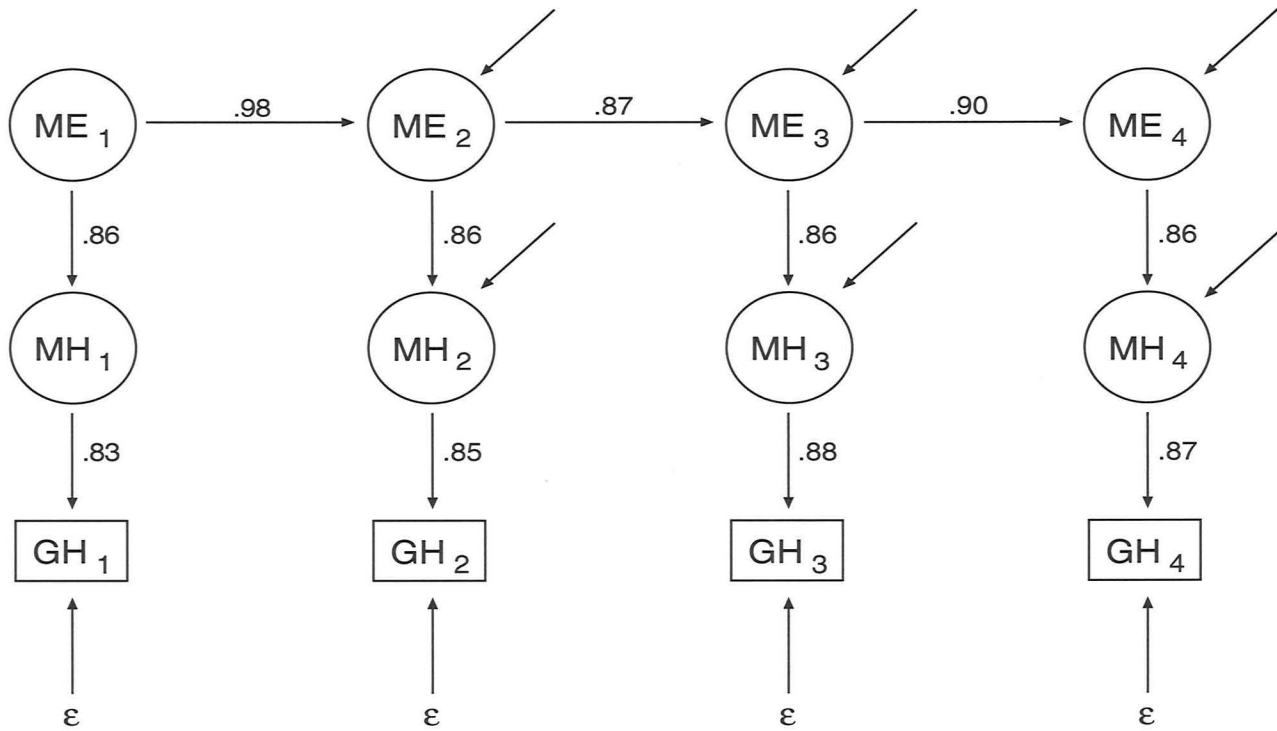 .98 .87 .90
ME 1 ME 2 ME 3 ME 4
.86 .86 .86 .86
MH 1 MH 2 MH 3 MH 4
.83 .85 .88 .87
GH 1 GH 2 GH 3 GH 4
ε ε ε ε